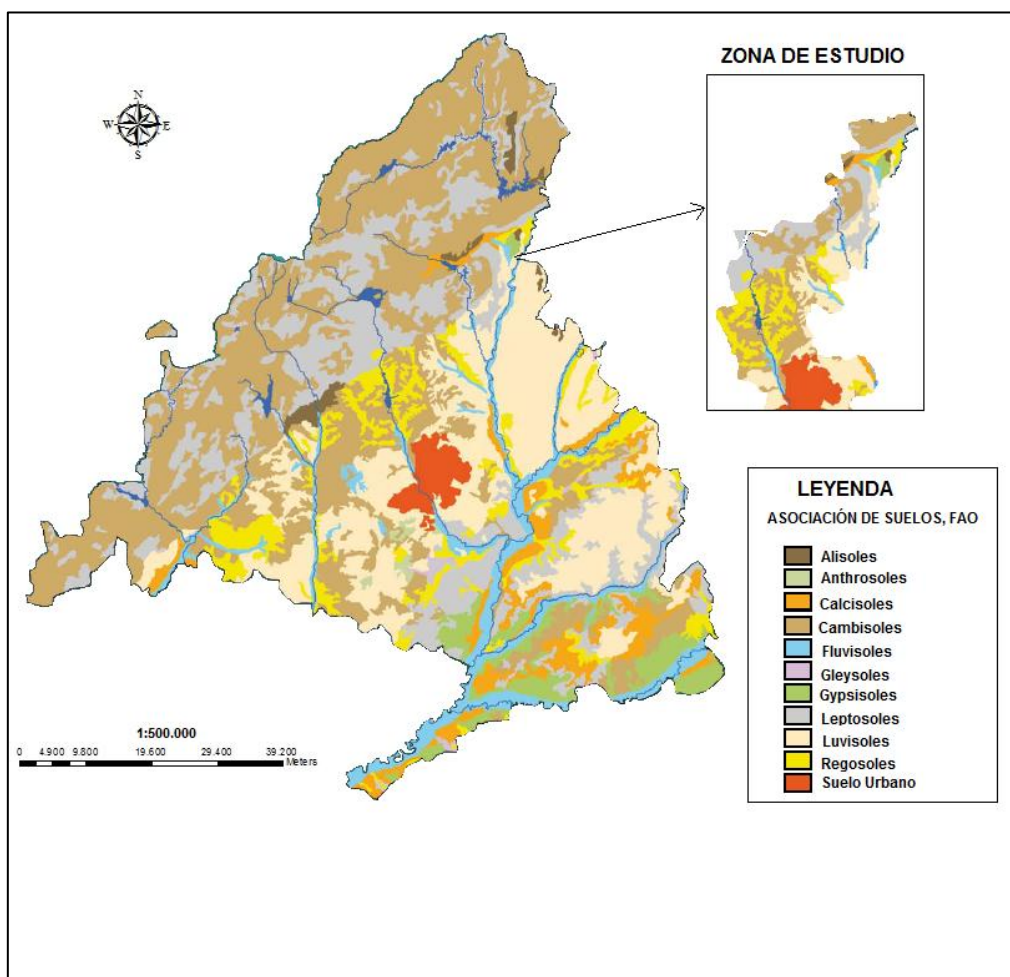 ZONA DE ESTUDIO
N
W E
S
LEYENDA
ASOCIACIÓN DE SUELOS, FAO
Alisoles
Anthrosoles
Calcisoles
Cambisoles
Fluvisoles
Gleysoles
Gypsisoles
Leptosoles
Luvisoles
Regosoles
Suelo Urbano
1:500.000
0 4.900 9.800 19.600 29.400 39.200
Meters